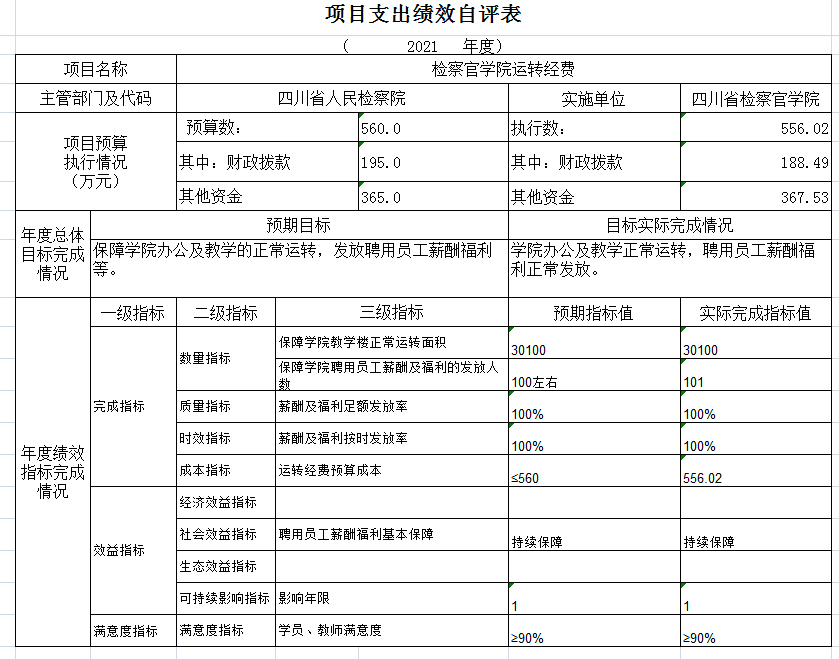 项目支出绩效自评表
（ 2021 年度）
项目名称 检察官学院运转经费
主管部门及代码 四川省人民检察院 实施单位 四川省检察官学院
项目预算
执行情况
（万元）
预算数： 560.0 执行数： 556.02
其中：财政拨款 195.0 其中：财政拨款 188.49
其他资金 365.0 其他资金 367.53
年度总体
目标完成
情况
预期目标 目标实际完成情况
保障学院办公及教学的正常运转，发放聘用员工薪酬福利
等。
学院办公及教学正常运转，聘用员工薪酬福
利正常发放。
年度绩效
指标完成
情况
一级指标 二级指标 三级指标 预期指标值 实际完成指标值
完成指标
数量指标
保障学院教学楼正常运转面积 30100 30100
保障学院聘用员工薪酬及福利的发放人
数
100左右 101
质量指标 薪酬及福利足额发放率 100% 100%
时效指标 薪酬及福利按时发放率 100% 100%
成本指标 运转经费预算成本 ≤560 556.02
效益指标
经济效益指标
社会效益指标 聘用员工薪酬福利基本保障 持续保障 持续保障
生态效益指标
可持续影响指标 影响年限 1 1
满意度指标 满意度指标 学员、教师满意度 ≥90% ≥90%